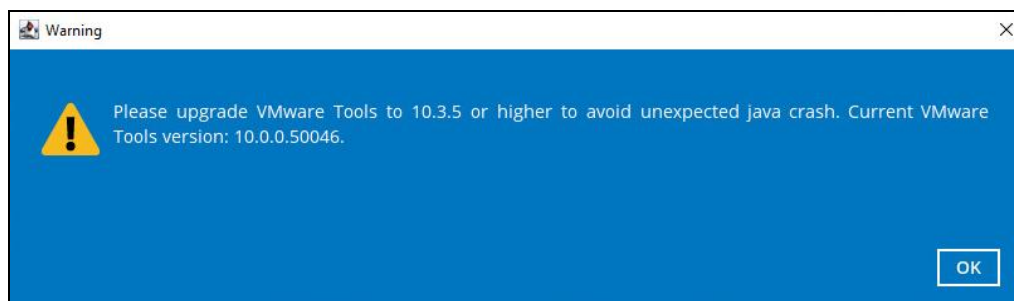 Warning
Please upgrade VMware Tools to 10.3.5 or higher to avoid unexpected java crash. Current VMware
Tools version: 10.0.0.50046.
OK